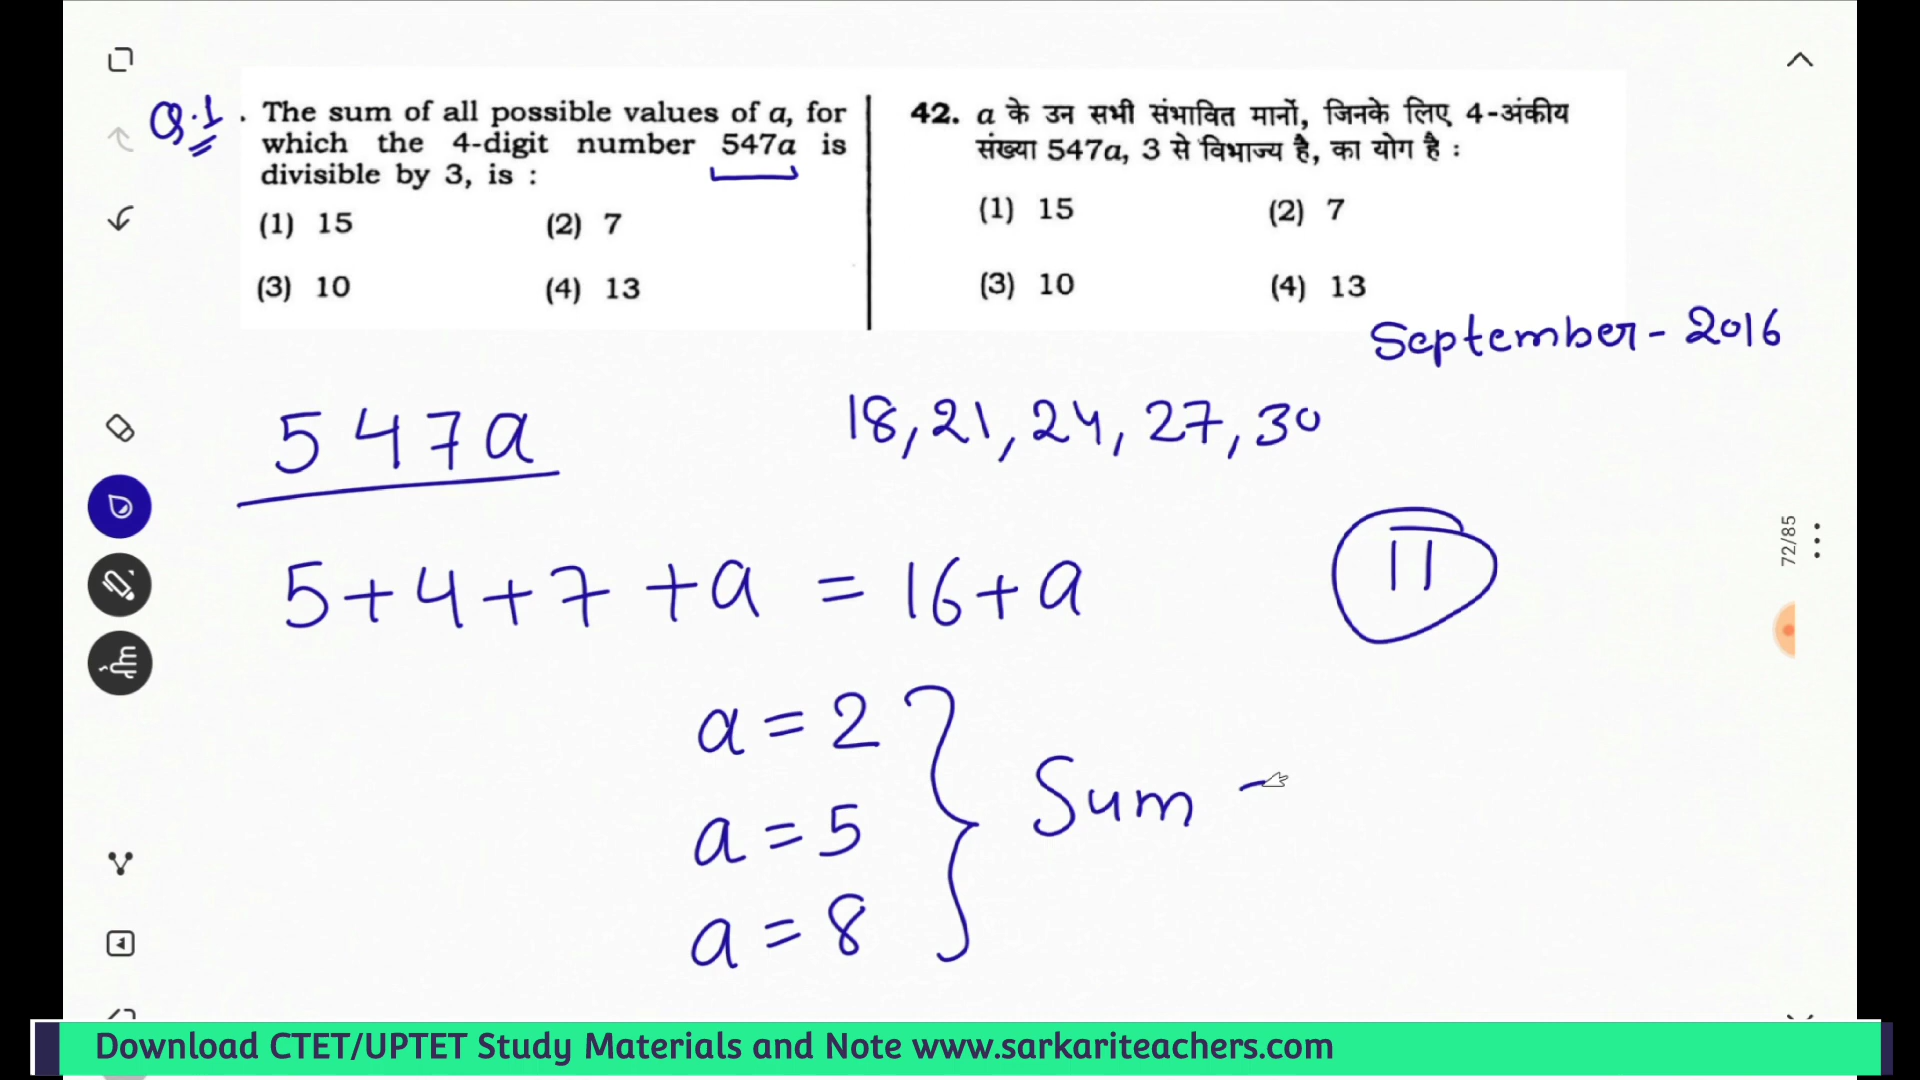 Q.1 . The sum of all possible values of a, for
which the 4-digit number 547a is
divisible by 3, is :
(1) 15 (2) 7
(3) 10 (4) 13
42. a के उन सभी संभावित मानों, जिनके लिए 4-अंकीय
संख्या 547a, 3 से विभाज्य है, का योग है :
(1) 15 (2) 7
(3) 10 (4) 13
September - 2016
547a
18, 21, 24, 27, 30
5+4+7+a = 16+a
11
a = 2
a = 5
a = 8
Sum -
72/85
Download CTET/UPTET Study Materials and Note www.sarkariteachers.com